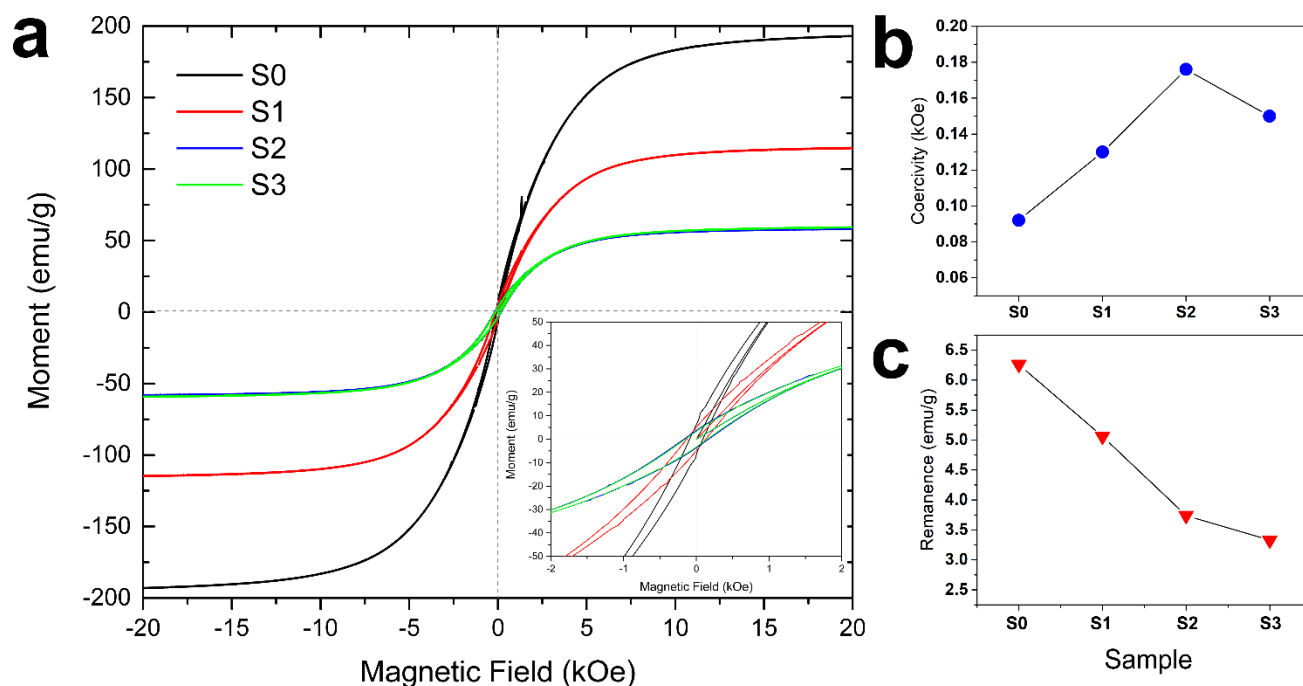 a
200
150
100
50
0
-50
-100
-150
-200
Moment (emu/g)
S0
S1
S2
S3
-20
-15
-10
-5
0
5
10
15
20
Magnetic Field (kOe)
50
40
30
20
10
0
-10
-20
-30
-40
-50
Moment (emu/g)
-2
-1
0
1
2
Magnetic Field (kOe)
b
0.20
0.18
0.16
0.14
0.12
0.10
0.08
0.06
Coercivity (kOe)
S0
S1
S2
S3
c
6.5
6.0
5.5
5.0
4.5
4.0
3.5
3.0
2.5
Remanence (emu/g)
S0
S1
S2
S3
Sample